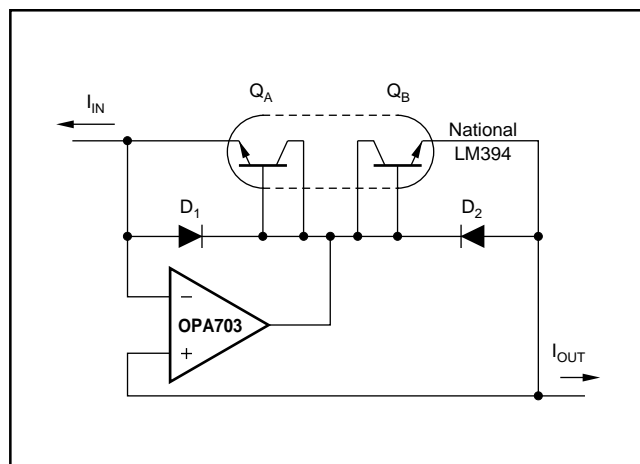 I_IN
Q_A
Q_B
National
LM394
D_1
D_2
−
OPA703
+
I_OUT